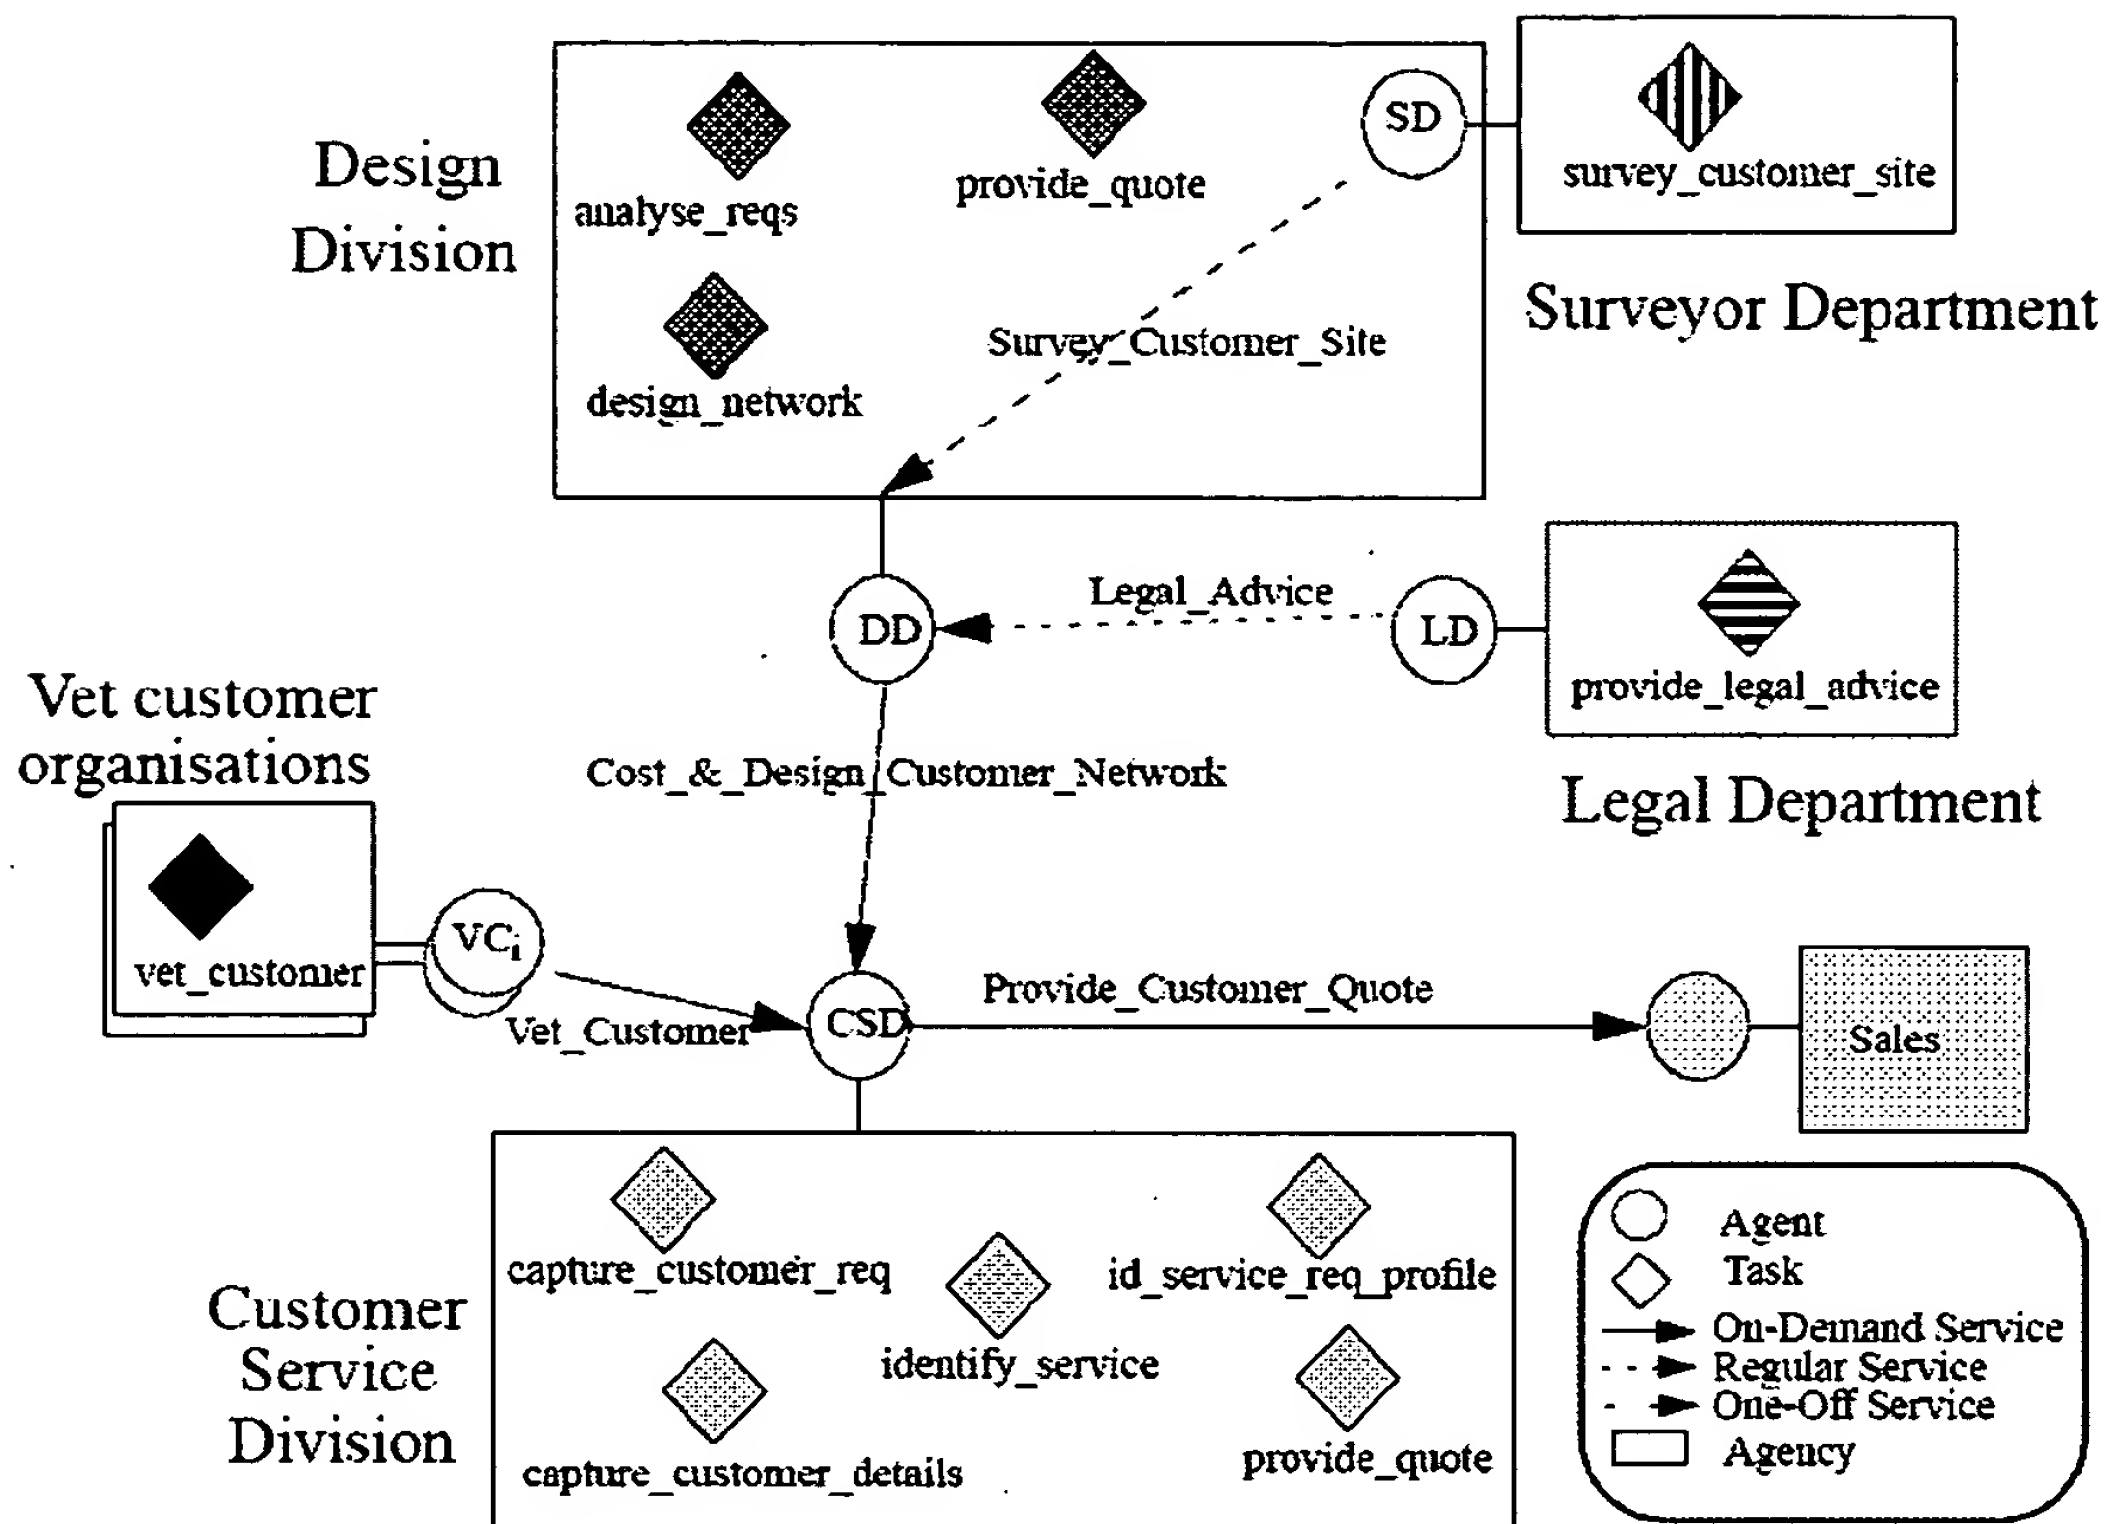 Design
Division
analyse_reqs
provide_quote
SD
survey_customer_site
Surveyor Department
Survey_Customer_Site
design_network
DD
Legal_Advice
LD
provide_legal_advice
Legal Department
Vet customer
organisations
Cost_&_Design_Customer_Network
vet_customer
VCi
Vet_Customer
CSD
Provide_Customer_Quote
Sales
Customer
Service
Division
capture_customer_req
id_service_req_profile
identify_service
capture_customer_details
provide_quote
Agent
Task
On-Demand Service
Regular Service
One-Off Service
Agency